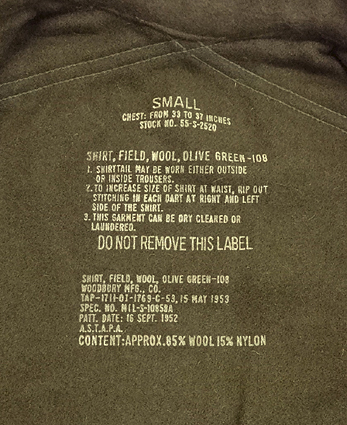 SMALL
CHEST: FROM 33 TO 37 INCHES
STOCK NO. 55-S-2520
SHIRT, FIELD, WOOL, OLIVE GREEN-108
1. SHIRTTAIL MAY BE WORN EITHER OUTSIDE
OR INSIDE TROUSERS.
2. TO INCREASE SIZE OF SHIRT AT WAIST, RIP OUT
STITCHING IN EACH DART AT RIGHT AND LEFT
SIDE OF THE SHIRT.
3. THIS GARMENT CAN BE DRY CLEANED OR
LAUNDERED.
DO NOT REMOVE THIS LABEL
SHIRT, FIELD, WOOL, OLIVE GREEN-108
WOODBURY MFG., CO.
TAP-1711-OI-1769-C-53, 15 MAY 1953
SPEC. NO. MIL-S-10858A
PATT. DATE: 16 SEPT. 1952
A.S.T.A.P.A.
CONTENT: APPROX. 85% WOOL 15% NYLON